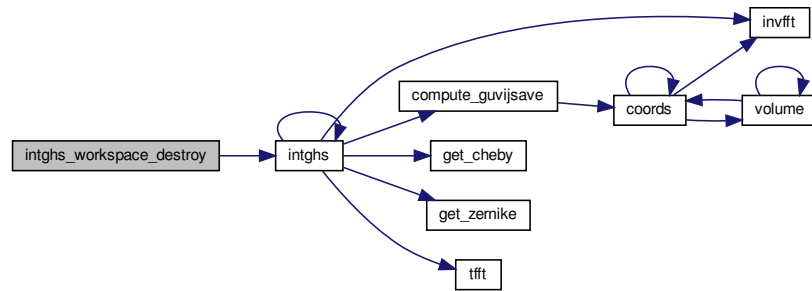 invfft
compute_guvijsave
coords
volume
intghs_workspace_destroy
intghs
get_cheby
get_zernike
tfft